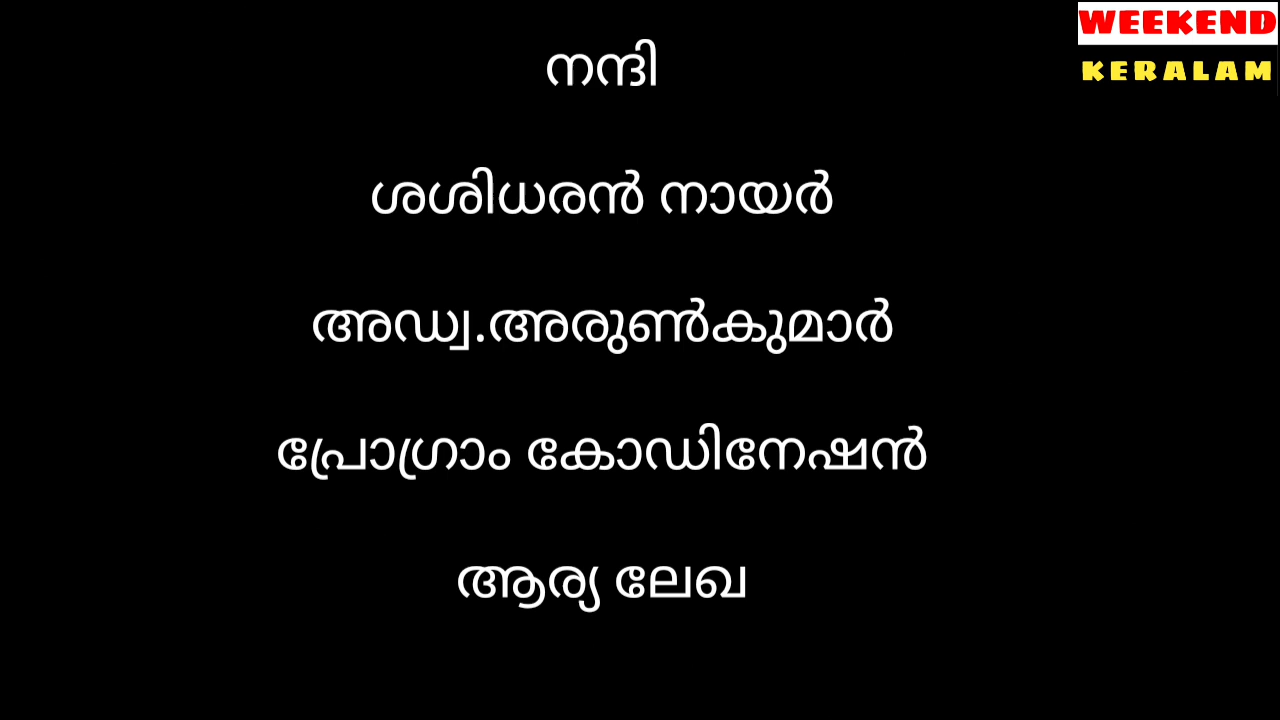 WEEKEND
KERALAM
നന്ദി
ശശിധരൻ നായർ
അഡ്വ.അരുൺകുമാർ
പ്രോഗ്രാം കോഡിനേഷൻ
ആര്യ ലേഖ